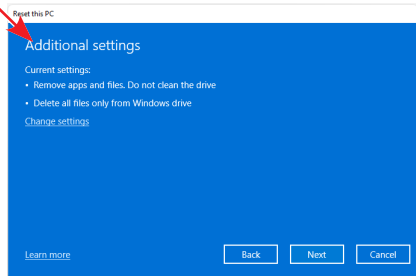 Reset this PC
Additional settings
Current settings:
• Remove apps and files. Do not clean the drive
• Delete all files only from Windows drive
Change settings
Learn more
Back
Next
Cancel